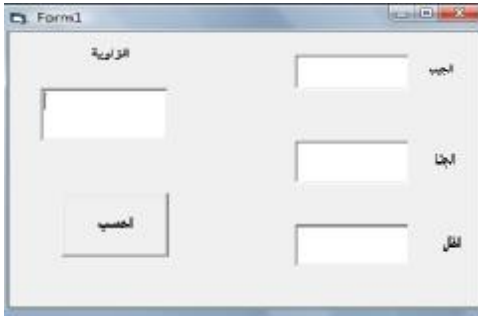 Form1
الزاوية
الجيب
الجتا
الظل
احسب